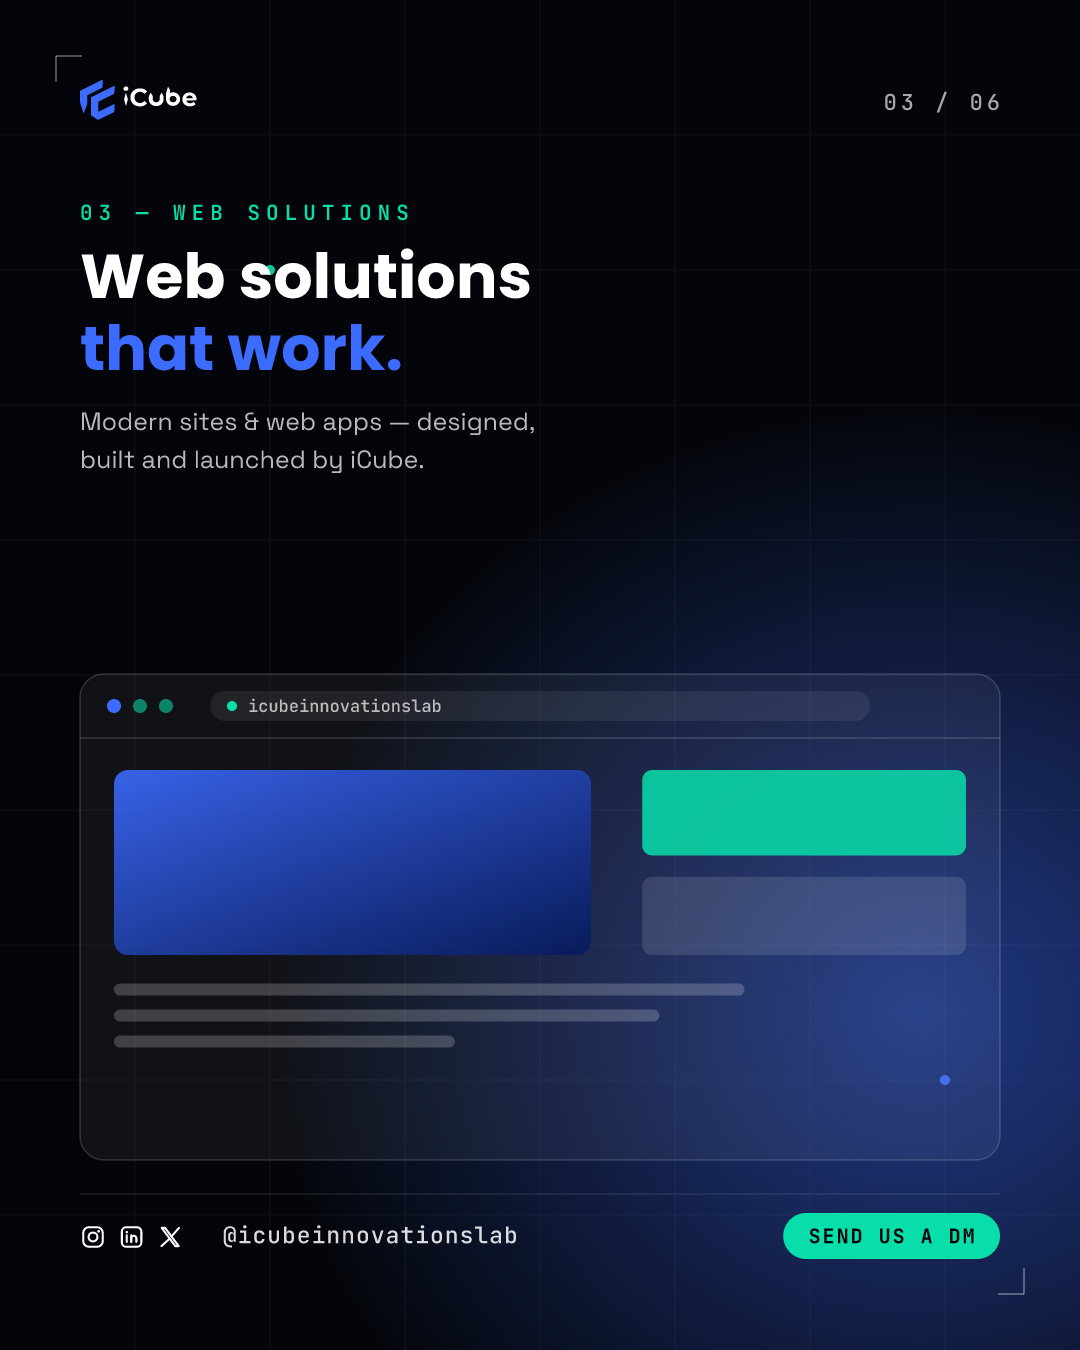 iCube
03 / 06
03 — WEB SOLUTIONS
Web solutions
that work.
Modern sites & web apps — designed,
built and launched by iCube.
icubeinnovationslab
@icubeinnovationslab
SEND US A DM